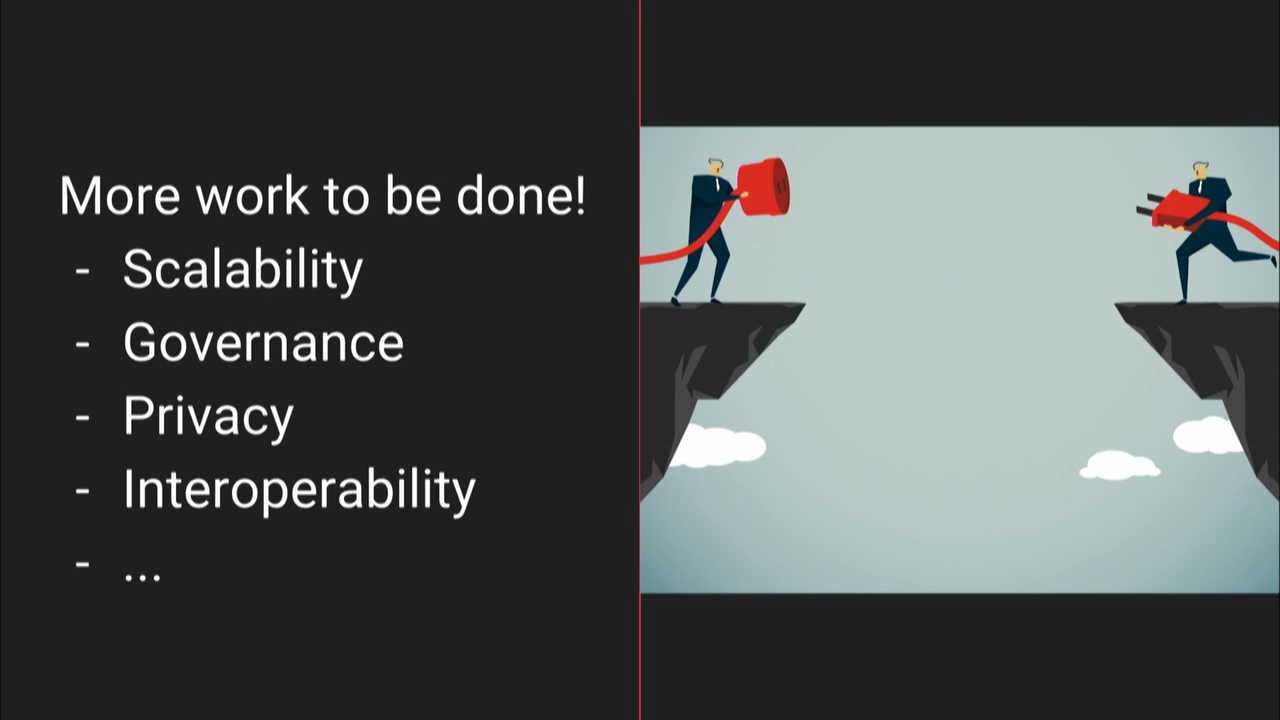 More work to be done!
- Scalability
- Governance
- Privacy
- Interoperability
- ...